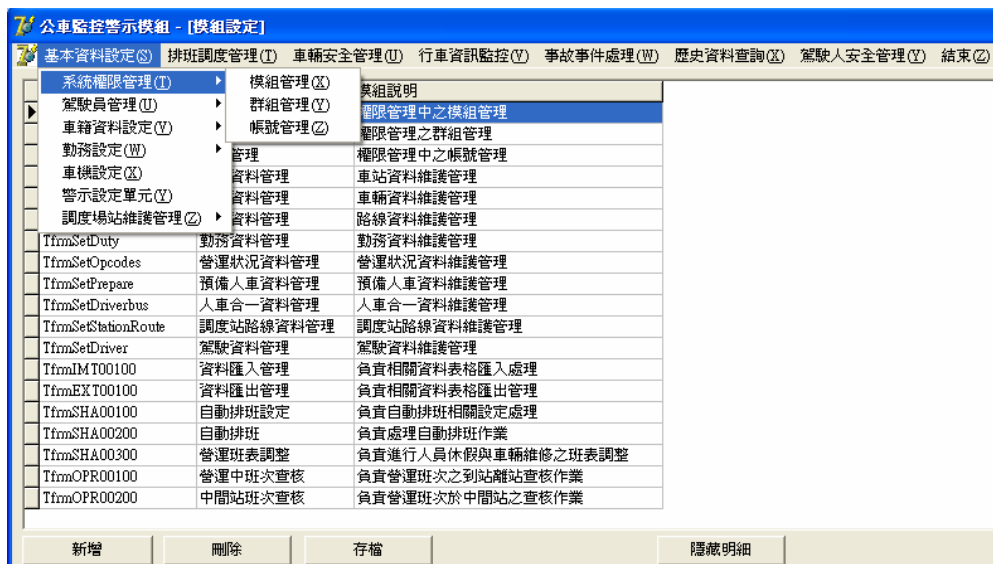 公車監控警示模組 - [模組設定]
基本資料設定(S) 排班調度管理(T) 車輛安全管理(U) 行車資訊監控(V) 事故事件處理(W) 歷史資料查詢(X) 駕駛人安全管理(Y) 結束(Z)
系統權限管理(T) 模組管理(X) 模組說明
駕駛員管理(U) 群組管理(Y) 權限管理中之模組管理
車籍資料設定(V) 帳號管理(Z) 權限管理之群組管理
勤務設定(W) 管理 權限管理中之帳號管理
車機設定(X) 資料管理 車站資料維護管理
警示設定單元(Y) 資料管理 車輛資料維護管理
調度場站維護管理(Z) 資料管理 路線資料維護管理
TfrmSetDuty 勤務資料管理 勤務資料維護管理
TfrmSetOpcodes 營運狀況資料管理 營運狀況資料維護管理
TfrmSetPrepare 預備人車資料管理 預備人車資料維護管理
TfrmSetDriverbus 人車合一資料管理 人車合一資料維護管理
TfrmSetStationRoute 調度站路線資料管理 調度站路線資料維護管理
TfrmSetDriver 駕駛資料管理 駕駛資料維護管理
TfrmIMT00100 資料匯入管理 負責相關資料表格匯入處理
TfrmEXT00100 資料匯出管理 負責相關資料表格匯出管理
TfrmSHA00100 自動排班設定 負責自動排班相關設定處理
TfrmSHA00200 自動排班 負責處理自動排班作業
TfrmSHA00300 營運班表調整 負責進行人員休假與車輛維修之班表調整
TfrmOPR00100 營運中班次查核 負責營運班次之到站離站查核作業
TfrmOPR00200 中間站班次查核 負責營運班次於中間站之查核作業
新增 刪除 存檔 隱藏明細